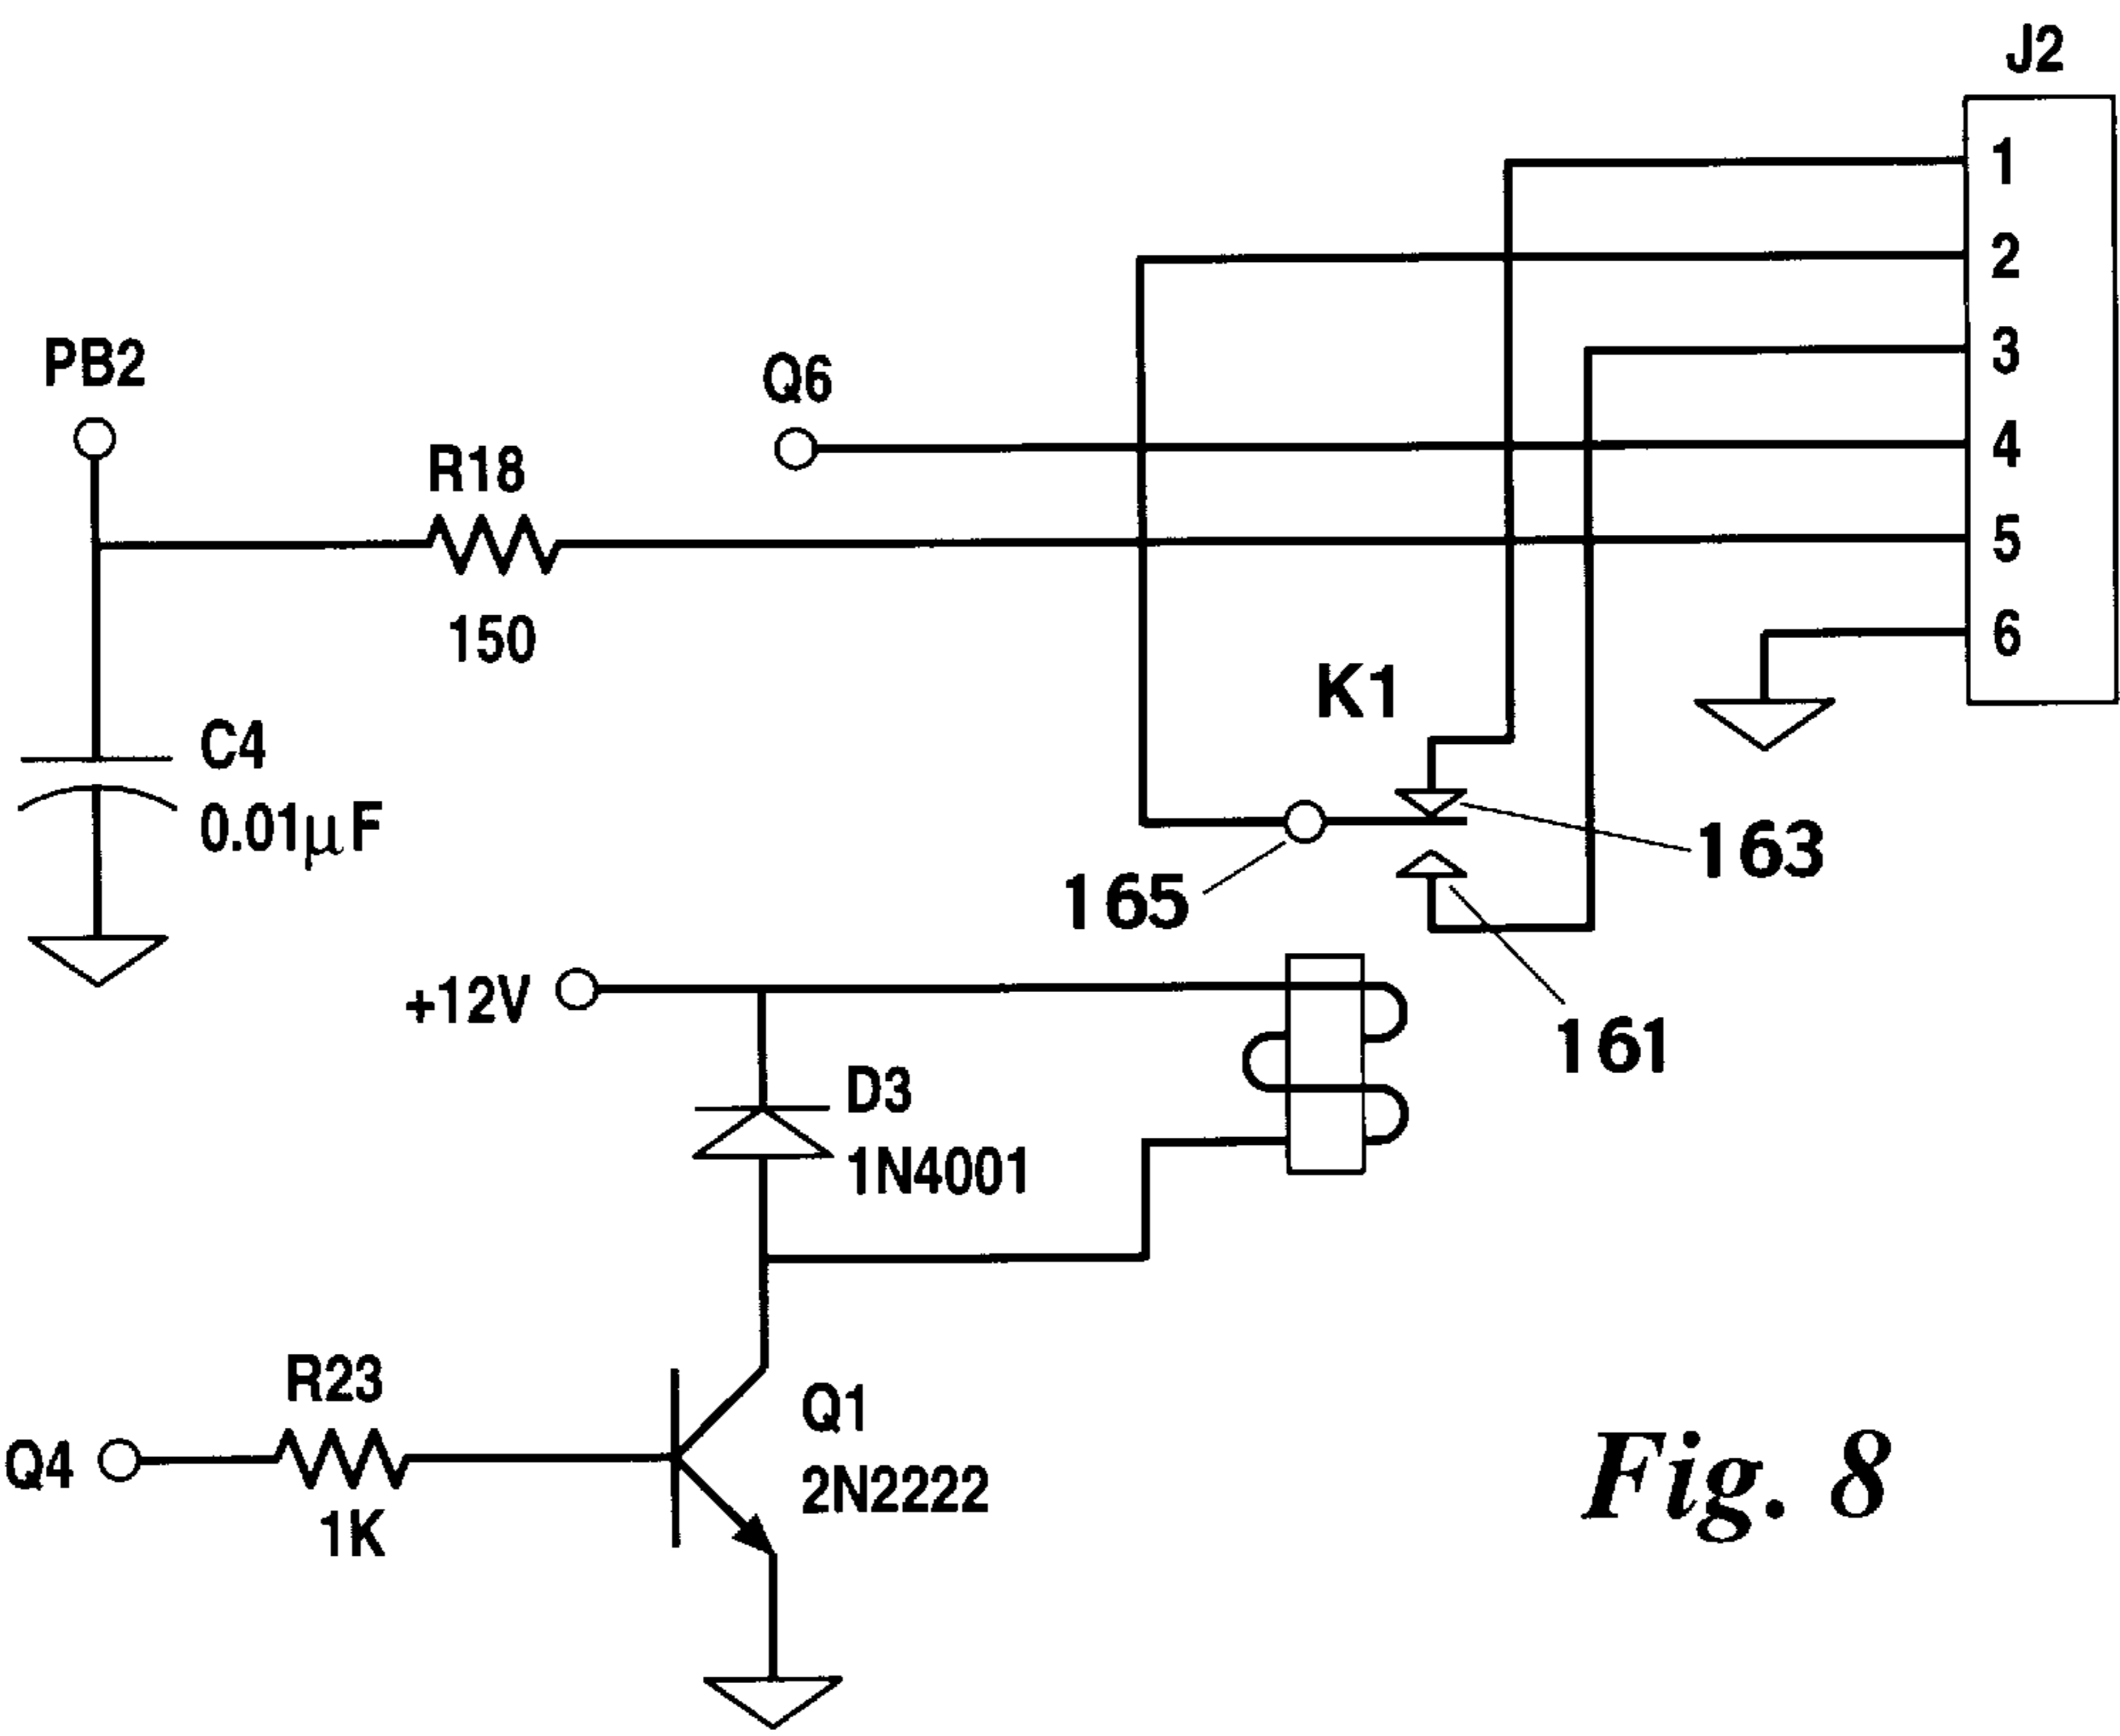 J2
1
2
PB2
Q6
3
R18
4
5
150
6
K1
C4
0.01μF
163
165
+12V
161
D3
1N4001
R23
Q1
Q4
2N2222
1K
Fig. 8